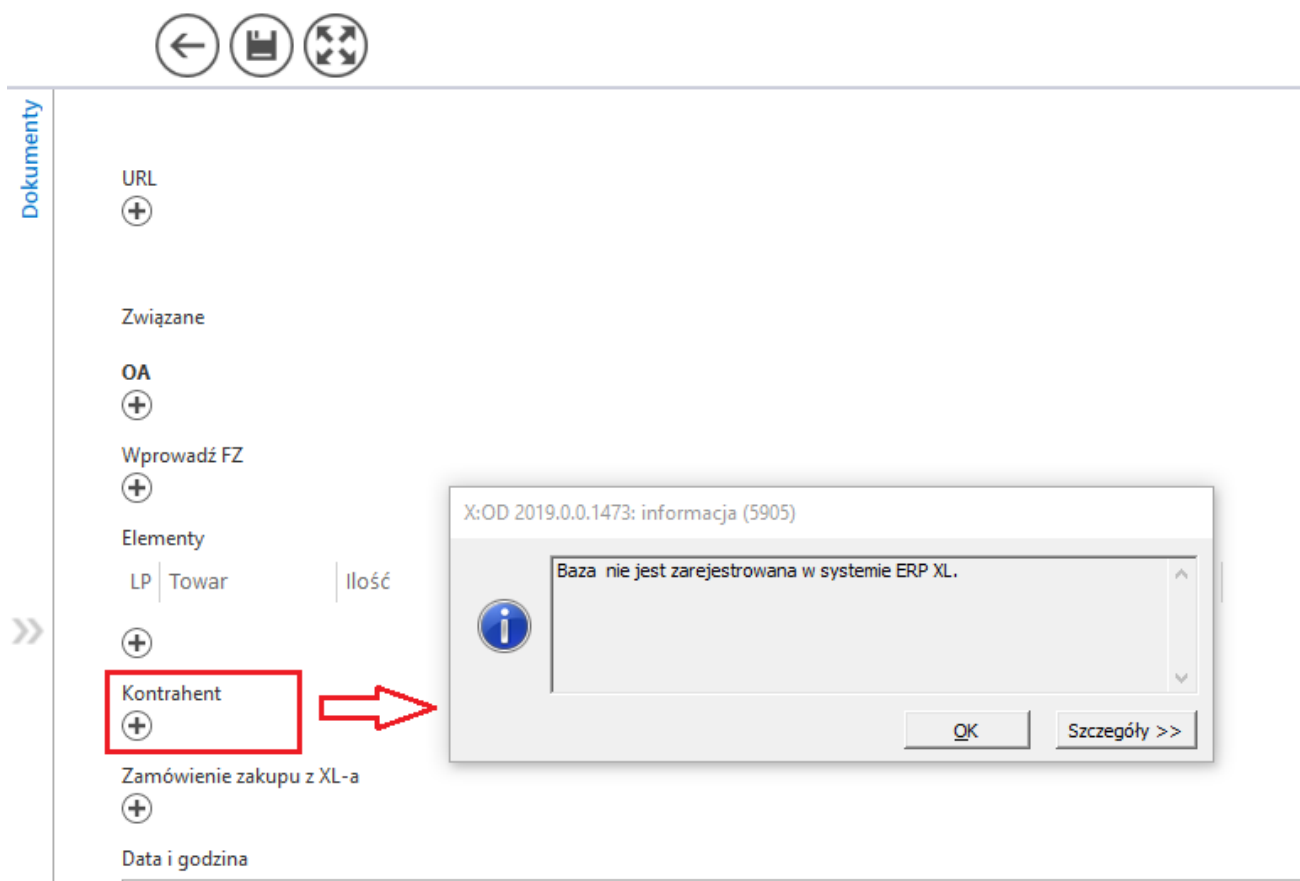 Dokumenty
URL
Związane
OA
Wprowadź FZ
Elementy
LP Towar Ilość
Kontrahent
Zamówienie zakupu z XL-a
Data i godzina
X:OD 2019.0.0.1473: informacja (5905)
Baza  nie jest zarejestrowana w systemie ERP XL.
OK Szczegóły >>